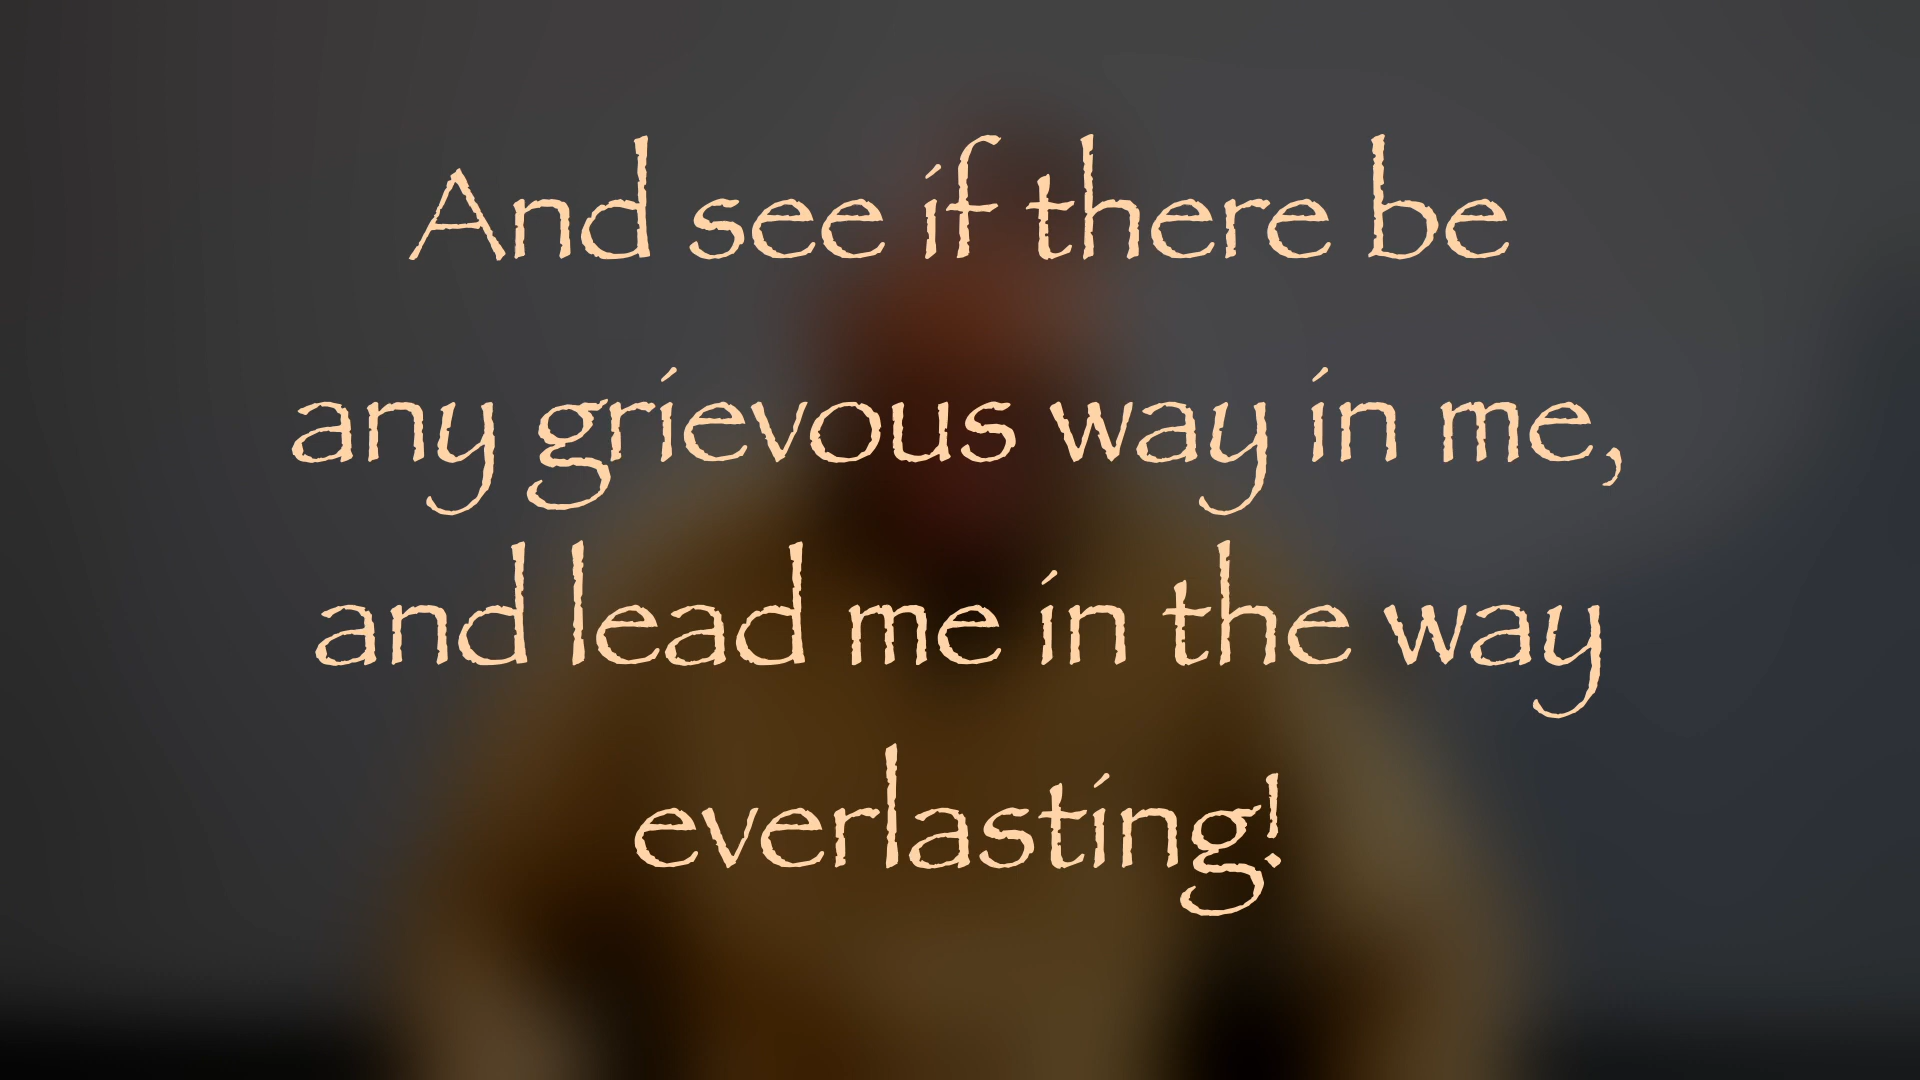 And see if there be
any grievous way in me,
and lead me in the way
everlasting!